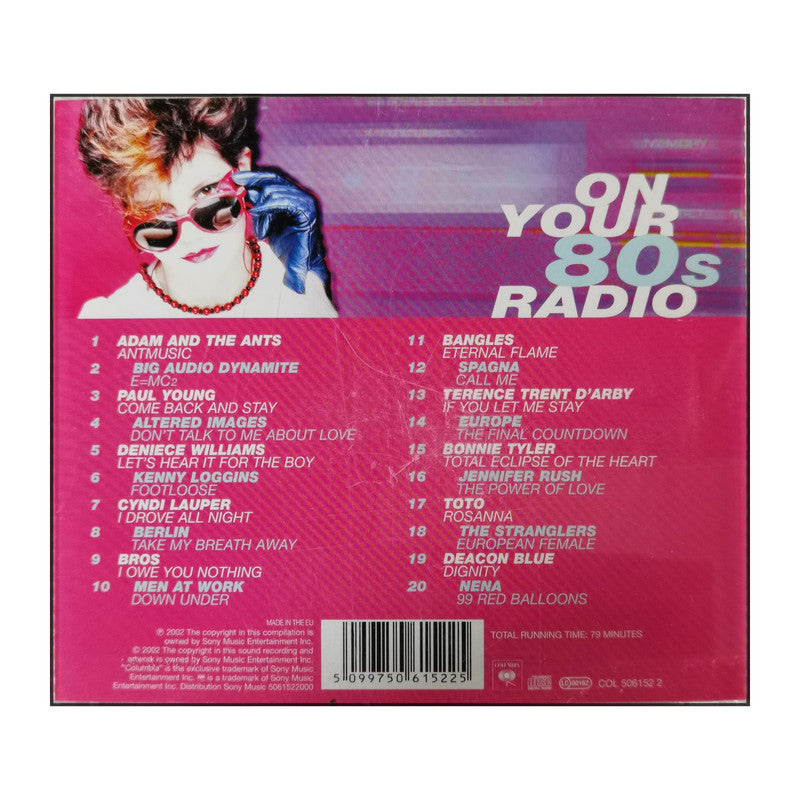 ON
YOUR
80s
RADIO
1 ADAM AND THE ANTS
ANTMUSIC
2 BIG AUDIO DYNAMITE
E=MC2
3 PAUL YOUNG
COME BACK AND STAY
4 ALTERED IMAGES
DON'T TALK TO ME ABOUT LOVE
5 DENIECE WILLIAMS
LET'S HEAR IT FOR THE BOY
6 KENNY LOGGINS
FOOTLOOSE
7 CYNDI LAUPER
I DROVE ALL NIGHT
8 BERLIN
TAKE MY BREATH AWAY
9 BROS
I OWE YOU NOTHING
10 MEN AT WORK
DOWN UNDER
11 BANGLES
ETERNAL FLAME
12 SPAGNA
CALL ME
13 TERENCE TRENT D'ARBY
IF YOU LET ME STAY
14 EUROPE
THE FINAL COUNTDOWN
15 BONNIE TYLER
TOTAL ECLIPSE OF THE HEART
16 JENNIFER RUSH
THE POWER OF LOVE
17 TOTO
ROSANNA
18 THE STRANGLERS
EUROPEAN FEMALE
19 DEACON BLUE
DIGNITY
20 NENA
99 RED BALLOONS
MADE IN THE EU
℗ 2002 The copyright in this compilation is
owned by Sony Music Entertainment Inc.
© 2002 The copyright in this sound recording and
artwork is owned by Sony Music Entertainment Inc.
"Columbia" is the exclusive trademark of Sony Music
Entertainment Inc. is a trademark of Sony Music
Entertainment Inc. Distribution Sony Music 5061522000
5 099750 615225
TOTAL RUNNING TIME: 79 MINUTES
COLUMBIA
LC 00162
COL 506152 2